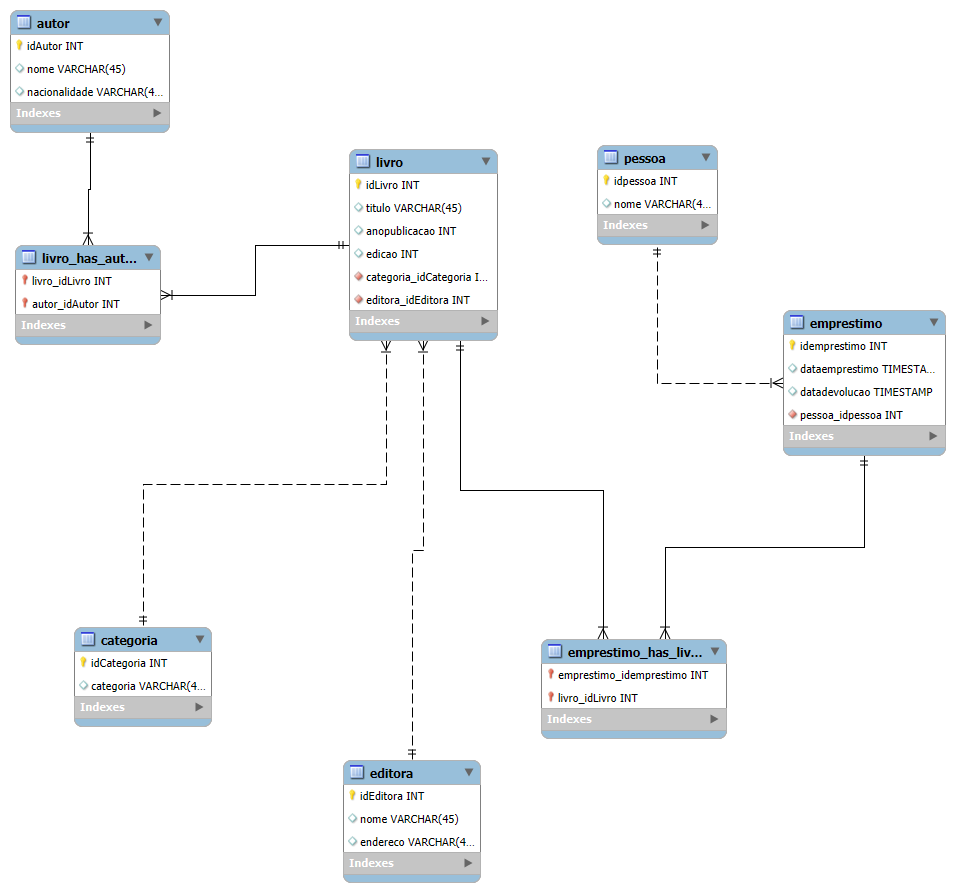 autor
idAutor INT
nome VARCHAR(45)
nacionalidade VARCHAR(4...
Indexes
livro_has_aut...
livro_idLivro INT
autor_idAutor INT
Indexes
livro
idLivro INT
titulo VARCHAR(45)
anopublicacao INT
edicao INT
categoria_idCategoria I...
editora_idEditora INT
Indexes
pessoa
idpessoa INT
nome VARCHAR(4...
Indexes
emprestimo
idemprestimo INT
dataemprestimo TIMESTA...
datadevolucao TIMESTAMP
pessoa_idpessoa INT
Indexes
categoria
idCategoria INT
categoria VARCHAR(4...
Indexes
emprestimo_has_liv...
emprestimo_idemprestimo INT
livro_idLivro INT
Indexes
editora
idEditora INT
nome VARCHAR(45)
endereco VARCHAR(4...
Indexes